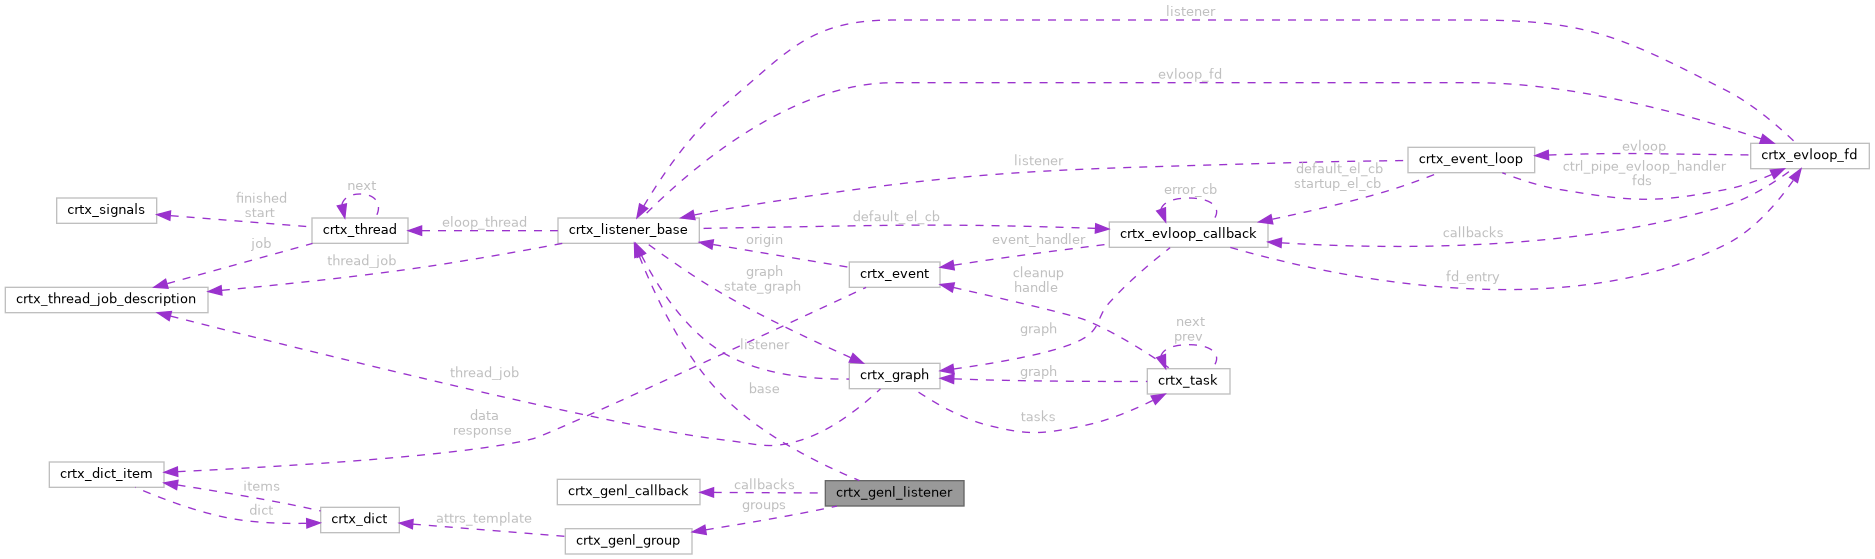 listener
evloop_fd
evloop
crtx_evloop_fd
crtx_event_loop
listener
default_el_cb
startup_el_cb
ctrl_pipe_evloop_handler
fds
next
error_cb
finished
start
crtx_signals
crtx_thread
eloop_thread
crtx_listener_base
default_el_cb
crtx_evloop_callback
callbacks
job
thread_job
origin
event_handler
crtx_event
graph
state_graph
cleanup
handle
fd_entry
crtx_thread_job_description
next
prev
graph
listener
thread_job
crtx_graph
graph
crtx_task
base
tasks
data
response
crtx_dict_item
items
dict
crtx_genl_callback
callbacks
crtx_genl_listener
groups
crtx_dict
attrs_template
crtx_genl_group